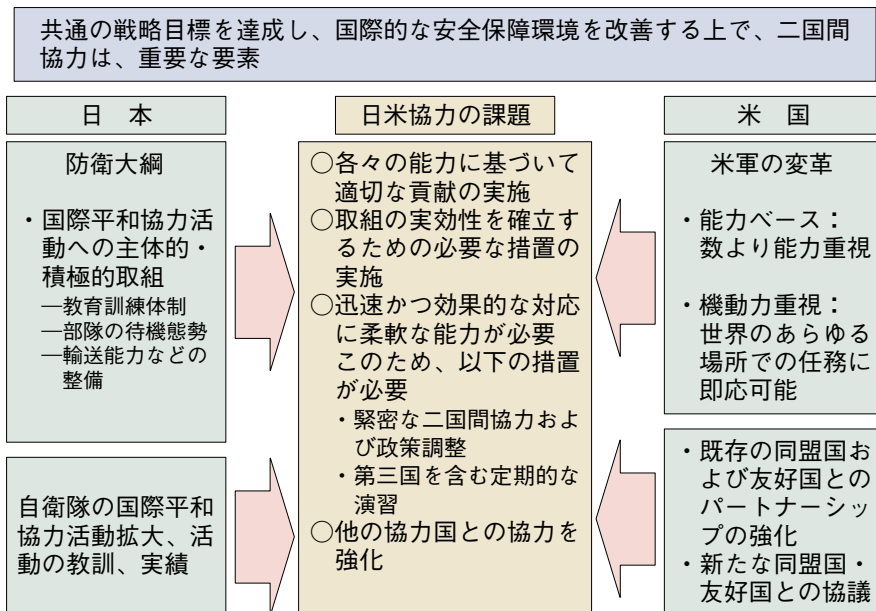 共通の戦略目標を達成し、国際的な安全保障環境を改善する上で、二国間
協力は、重要な要素
日　本
防衛大綱
・国際平和協力活
動への主体的・
積極的取組
―教育訓練体制
―部隊の待機態勢
―輸送能力などの
整備
自衛隊の国際平和
協力活動拡大、活
動の教訓、実績
日米協力の課題
○各々の能力に基づいて
適切な貢献の実施
○取組の実効性を確立す
るための必要な措置の
実施
○迅速かつ効果的な対応
に柔軟な能力が必要
このため、以下の措置
が必要
・緊密な二国間協力およ
び政策調整
・第三国を含む定期的な
演習
○他の協力国との協力を
強化
米　国
米軍の変革
・能力ベース：
数より能力重視
・機動力重視：
世界のあらゆる
場所での任務に
即応可能
・既存の同盟国お
よび友好国との
パートナーシッ
プの強化
・新たな同盟国・
友好国との協議